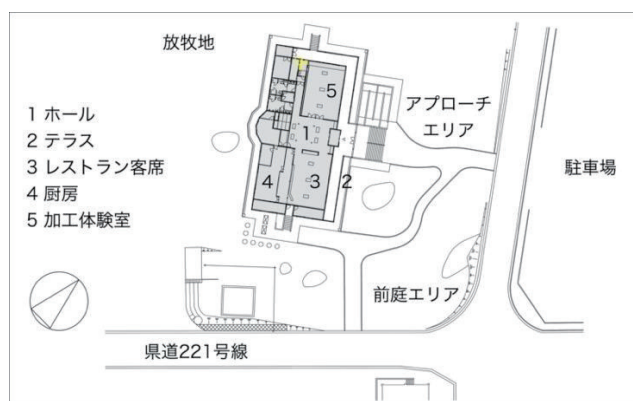 放牧地
1 ホール
2 テラス
3 レストラン客席
4 厨房
5 加工体験室
アプローチ
エリア
駐車場
5
1
2
3
4
前庭エリア
県道221号線